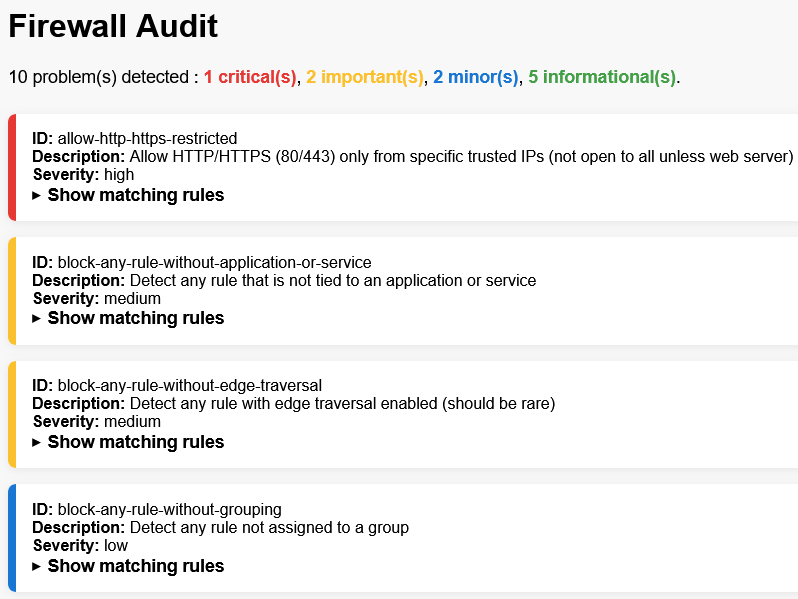 Firewall Audit
10 problem(s) detected : 1 critical(s), 2 important(s), 2 minor(s), 5 informational(s).
ID: allow-http-https-restricted
Description: Allow HTTP/HTTPS (80/443) only from specific trusted IPs (not open to all unless web server)
Severity: high
► Show matching rules
ID: block-any-rule-without-application-or-service
Description: Detect any rule that is not tied to an application or service
Severity: medium
► Show matching rules
ID: block-any-rule-without-edge-traversal
Description: Detect any rule with edge traversal enabled (should be rare)
Severity: medium
► Show matching rules
ID: block-any-rule-without-grouping
Description: Detect any rule not assigned to a group
Severity: low
► Show matching rules